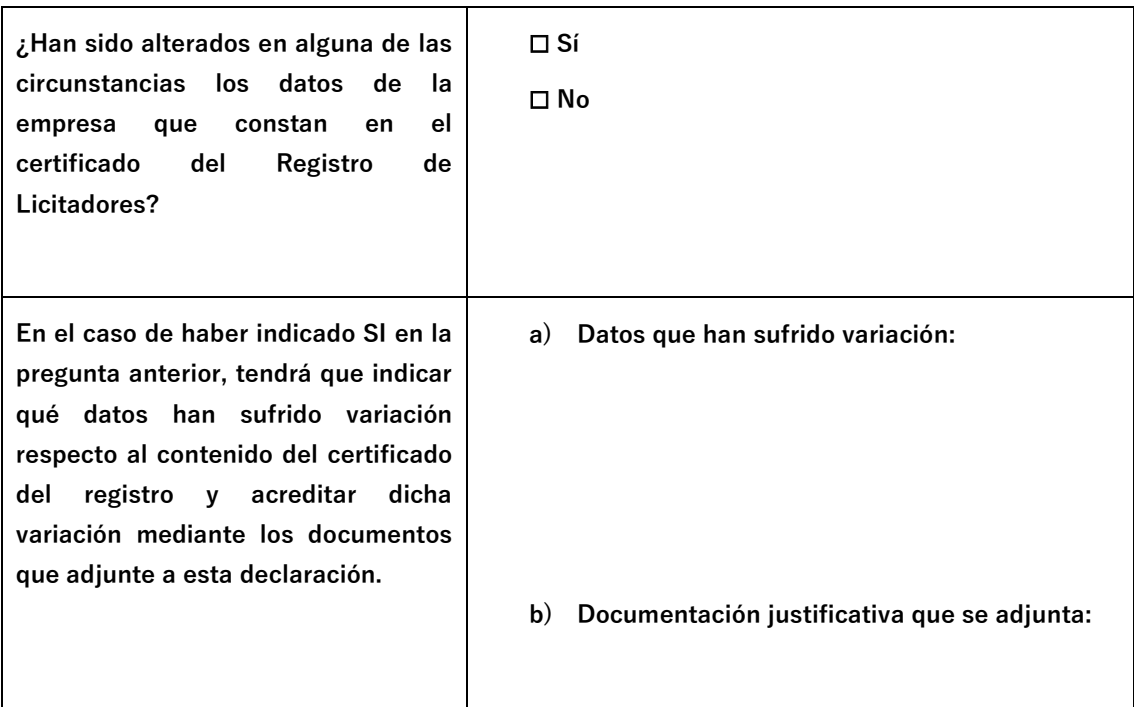 ¿Han sido alterados en alguna de las
circunstancias los datos de la
empresa que constan en el
certificado del Registro de
Licitadores?
☐ Sí
☐ No
En el caso de haber indicado SI en la
pregunta anterior, tendrá que indicar
qué datos han sufrido variación
respecto al contenido del certificado
del registro y acreditar dicha
variación mediante los documentos
que adjunte a esta declaración.
a) Datos que han sufrido variación:
b) Documentación justificativa que se adjunta: